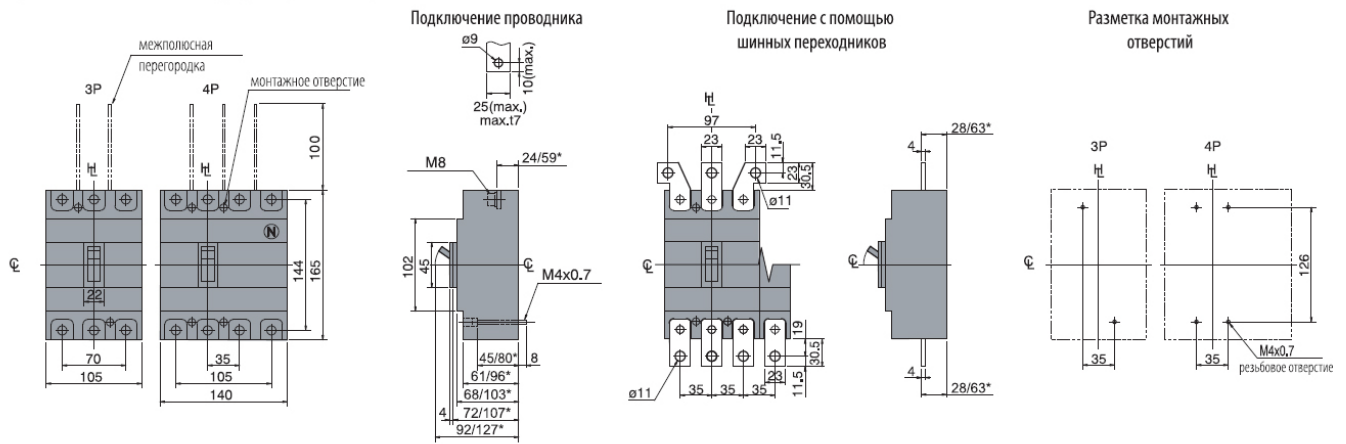 Подключение проводника
Подключение с помощью
шинных переходников
Разметка монтажных
отверстий
межполюсная
перегородка
монтажное отверстие
3P
4P
100
N
22
144
165
70
35
105
105
140
ø9
10(max.)
25(max.)
max.t7
M8
24/59*
102
45
M4x0.7
45/80*
8
61/96*
68/103*
4
72/107*
92/127*
97
23
23
11.5
23
30.5
ø11
19
30.5
11.5
23
ø11
35
35
35
28/63*
4
4
28/63*
3P
4P
126
35
35
M4x0.7
резьбовое отверстие